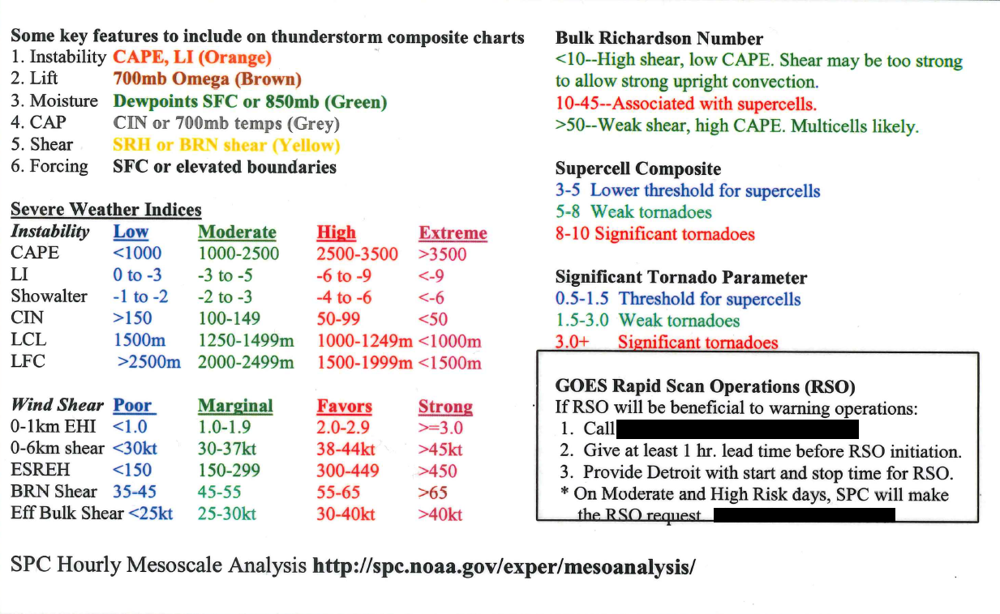 Some key features to include on thunderstorm composite charts
1. Instability CAPE, LI (Orange)
2. Lift 700mb Omega (Brown)
3. Moisture Dewpoints SFC or 850mb (Green)
4. CAP CIN or 700mb temps (Grey)
5. Shear SRH or BRN shear (Yellow)
6. Forcing SFC or elevated boundaries
Severe Weather Indices
Instability Low Moderate High Extreme
CAPE <1000 1000-2500 2500-3500 >3500
LI 0 to -3 -3 to -5 -6 to -9 <-9
Showalter -1 to -2 -2 to -3 -4 to -6 <-6
CIN >150 100-149 50-99 <50
LCL 1500m 1250-1499m 1000-1249m <1000m
LFC >2500m 2000-2499m 1500-1999m <1500m
Wind Shear Poor Marginal Favors Strong
0-1km EHI <1.0 1.0-1.9 2.0-2.9 >=3.0
0-6km shear <30kt 30-37kt 38-44kt >45kt
ESREH <150 150-299 300-449 >450
BRN Shear 35-45 45-55 55-65 >65
Eff Bulk Shear <25kt 25-30kt 30-40kt >40kt
Bulk Richardson Number
<10--High shear, low CAPE. Shear may be too strong
to allow strong upright convection.
10-45--Associated with supercells.
>50--Weak shear, high CAPE. Multicells likely.
Supercell Composite
3-5 Lower threshold for supercells
5-8 Weak tornadoes
8-10 Significant tornadoes
Significant Tornado Parameter
0.5-1.5 Threshold for supercells
1.5-3.0 Weak tornadoes
3.0+ Significant tornadoes
GOES Rapid Scan Operations (RSO)
If RSO will be beneficial to warning operations:
1. Call
2. Give at least 1 hr. lead time before RSO initiation.
3. Provide Detroit with start and stop time for RSO.
* On Moderate and High Risk days, SPC will make
the RSO request
SPC Hourly Mesoscale Analysis http://spc.noaa.gov/exper/mesoanalysis/